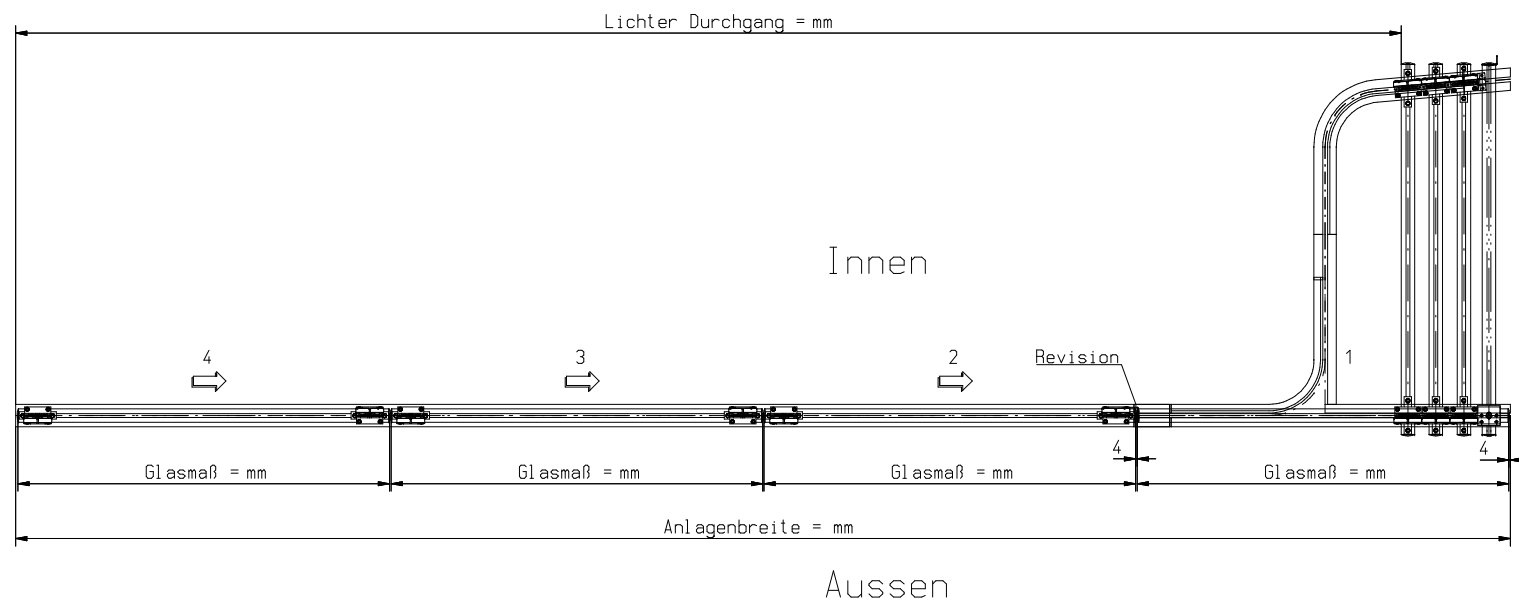 Lichter Durchgang = mm
Innen
4
3
2
Revision
1
4
4
Glasmaß = mm
Glasmaß = mm
Glasmaß = mm
Glasmaß = mm
Anlagenbreite = mm
Aussen